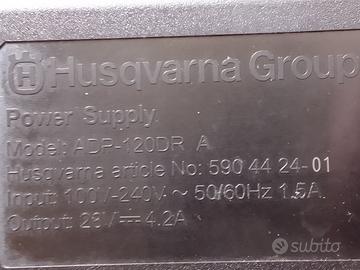 Husqvarna Group
Power Supply
Model: ADP-120DR A
Husqvarna article No: 590 44 24-01
Input: 100V-240V ~ 50/60Hz 1.5A
Output: 28V⎓4.2A
subito